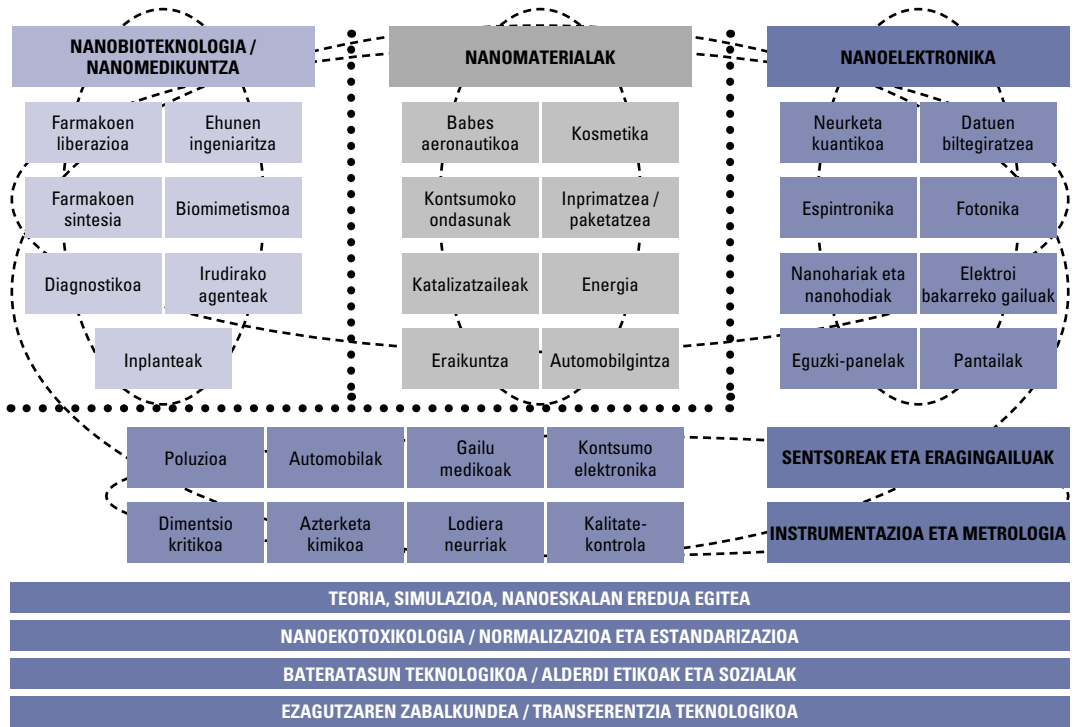 NANOBIOTEKNOLOGIA /
NANOMEDIKUNTZA
Farmakoen
liberazioa
Ehunen
ingeniaritza
Farmakoen
sintesia
Biomimetismoa
Diagnostikoa
Irudirako
agenteak
Inplanteak
NANOMATERIALAK
Babes
aeronautikoa
Kosmetika
Kontsumoko
ondasunak
Inprimatzea /
paketatzea
Katalizatzaileak
Energia
Eraikuntza
Automobilgintza
NANOELEKTRONIKA
Neurketa
kuantikoa
Datuen
biltegiratzea
Espintronika
Fotonika
Nanohariak eta
nanohodiak
Elektroi
bakarreko gailuak
Eguzki-panelak
Pantailak
Poluzioa
Automobilak
Gailu
medikoak
Kontsumo
elektronika
SENTSOREAK ETA ERAGINGAILUAK
Dimentsio
kritikoa
Azterketa
kimikoa
Lodiera
neurriak
Kalitate-
kontrola
INSTRUMENTAZIOA ETA METROLOGIA
TEORIA, SIMULAZIOA, NANOESKALAN EREDUA EGITEA
NANOEKOTOXIKOLOGIA / NORMALIZAZIOA ETA ESTANDARIZAZIOA
BATERATASUN TEKNOLOGIKOA / ALDERDI ETIKOAK ETA SOZIALAK
EZAGUTZAREN ZABALKUNDEA / TRANSFERENTZIA TEKNOLOGIKOA